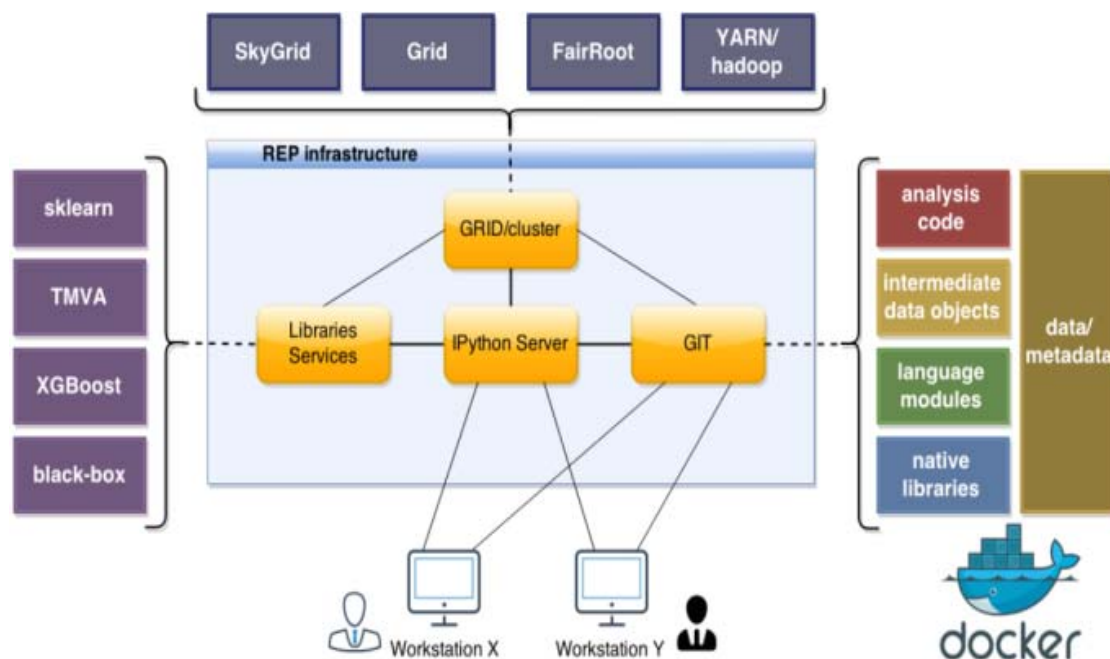 SkyGrid
Grid
FairRoot
YARN/
hadoop
REP infrastructure
sklearn
TMVA
XGBoost
black-box
GRID/cluster
Libraries
Services
IPython Server
GIT
analysis
code
intermediate
data objects
language
modules
native
libraries
data/
metadata
Workstation X
Workstation Y
docker